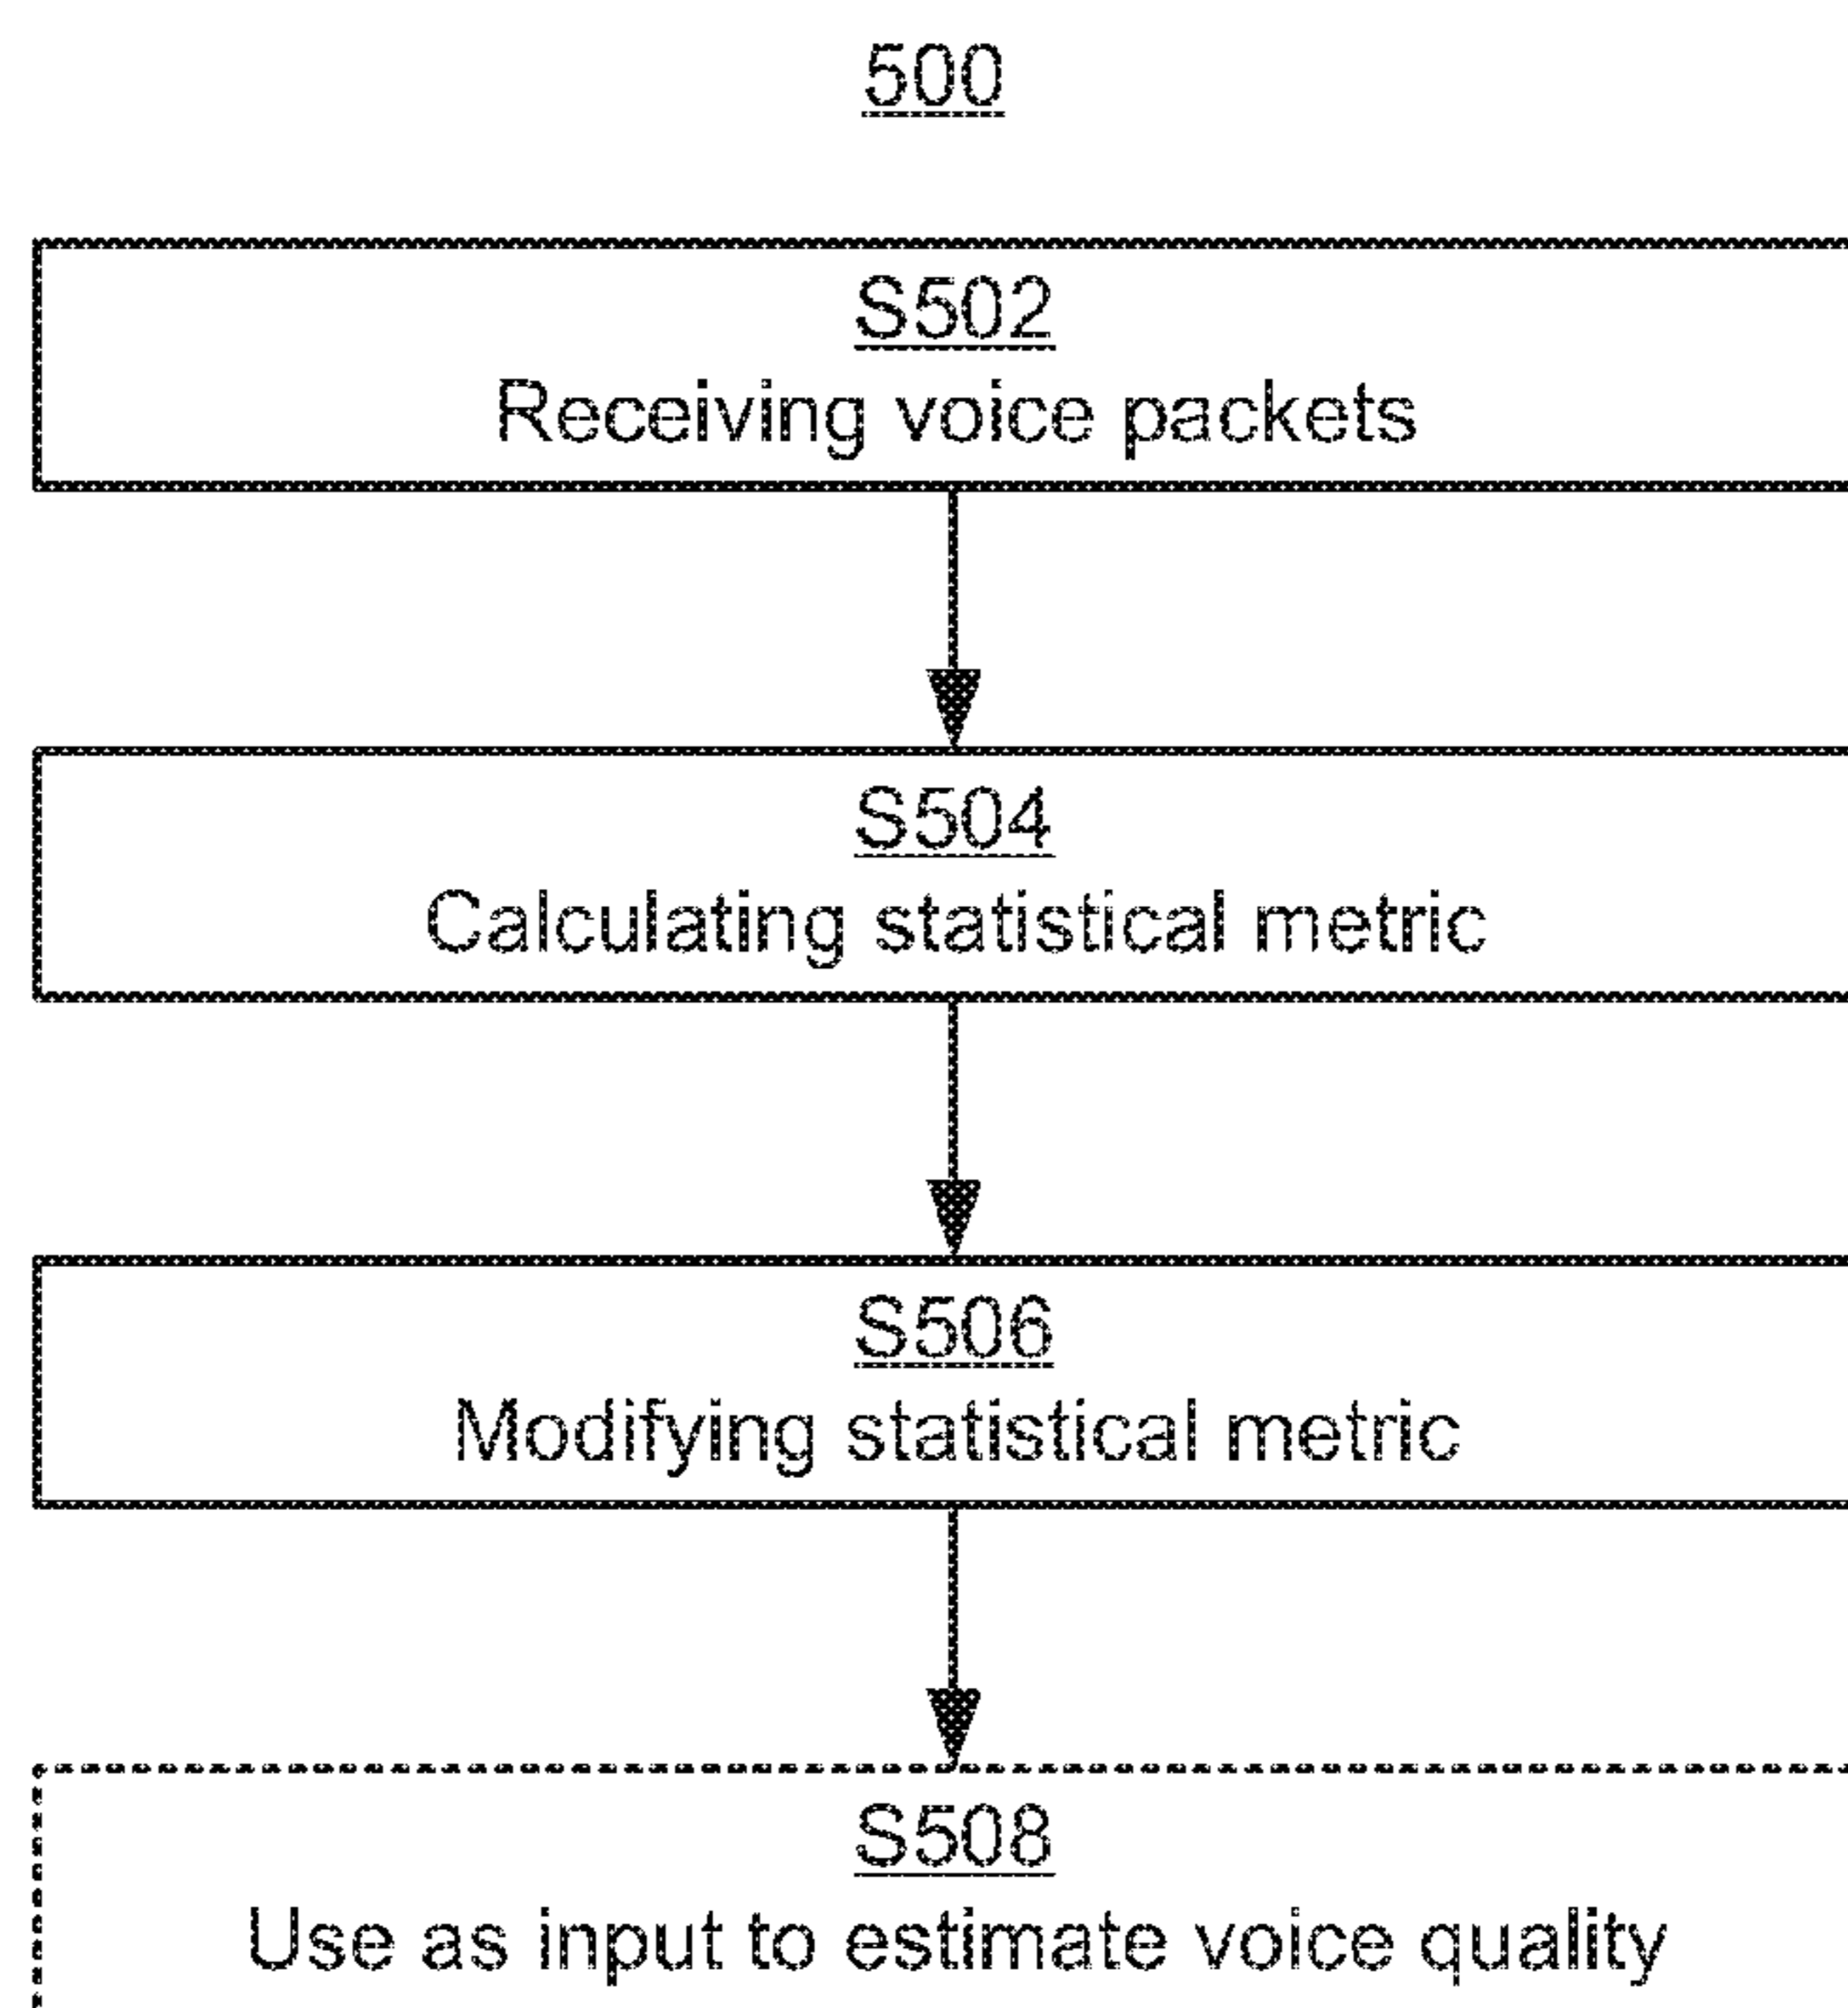 500
S502
Receiving voice packets
S504
Calculating statistical metric
S506
Modifying statistical metric
S508
Use as input to estimate voice quality